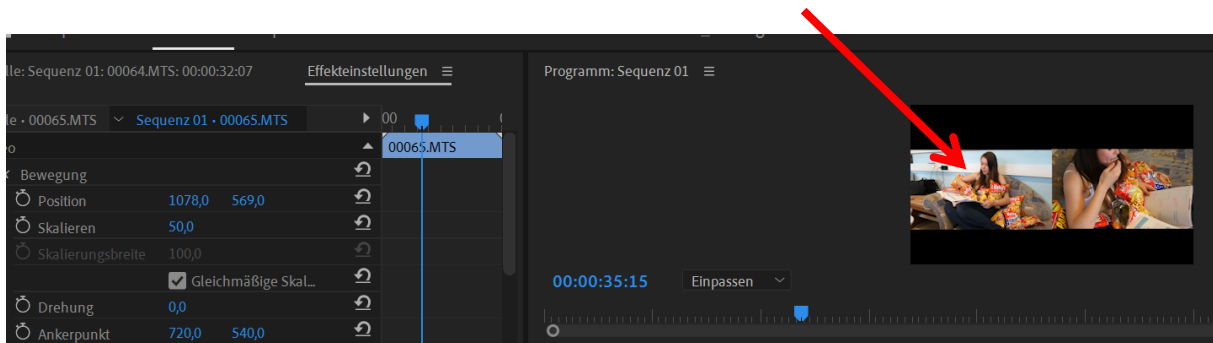 lle: Sequenz 01: 00064.MTS: 00:00:32:07
Effekteinstellungen
Programm: Sequenz 01
le • 00065.MTS
Sequenz 01 • 00065.MTS
00
00065.MTS
eo
Bewegung
Position 1078,0 569,0
Skalieren 50,0
Skalierungsbreite 100,0
Gleichmäßige Skal...
Drehung 0,0
Ankerpunkt 720,0 540,0
00:00:35:15
Einpassen